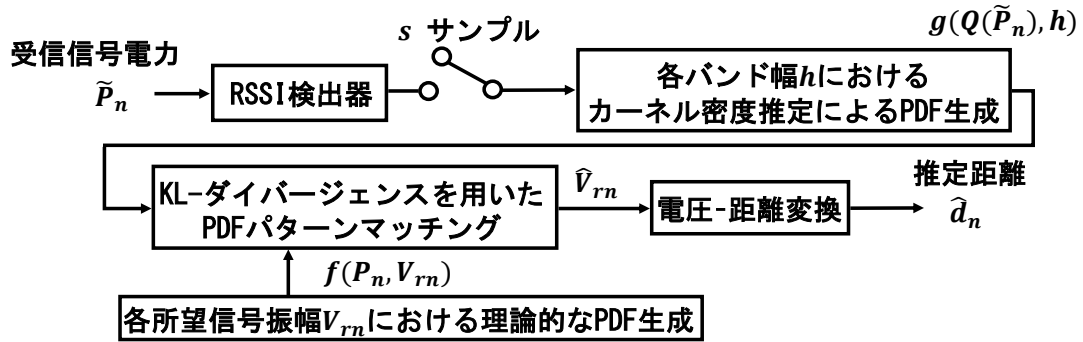 g(Q(P̃ₙ), h)
s サンプル
受信信号電力
P̃ₙ
RSSI検出器
各バンド幅hにおける
カーネル密度推定によるPDF生成
KL-ダイバージェンスを用いた
PDFパターンマッチング
V̂ᵣₙ
電圧-距離変換
推定距離
d̂ₙ
f(Pₙ, Vᵣₙ)
各所望信号振幅Vᵣₙにおける理論的なPDF生成